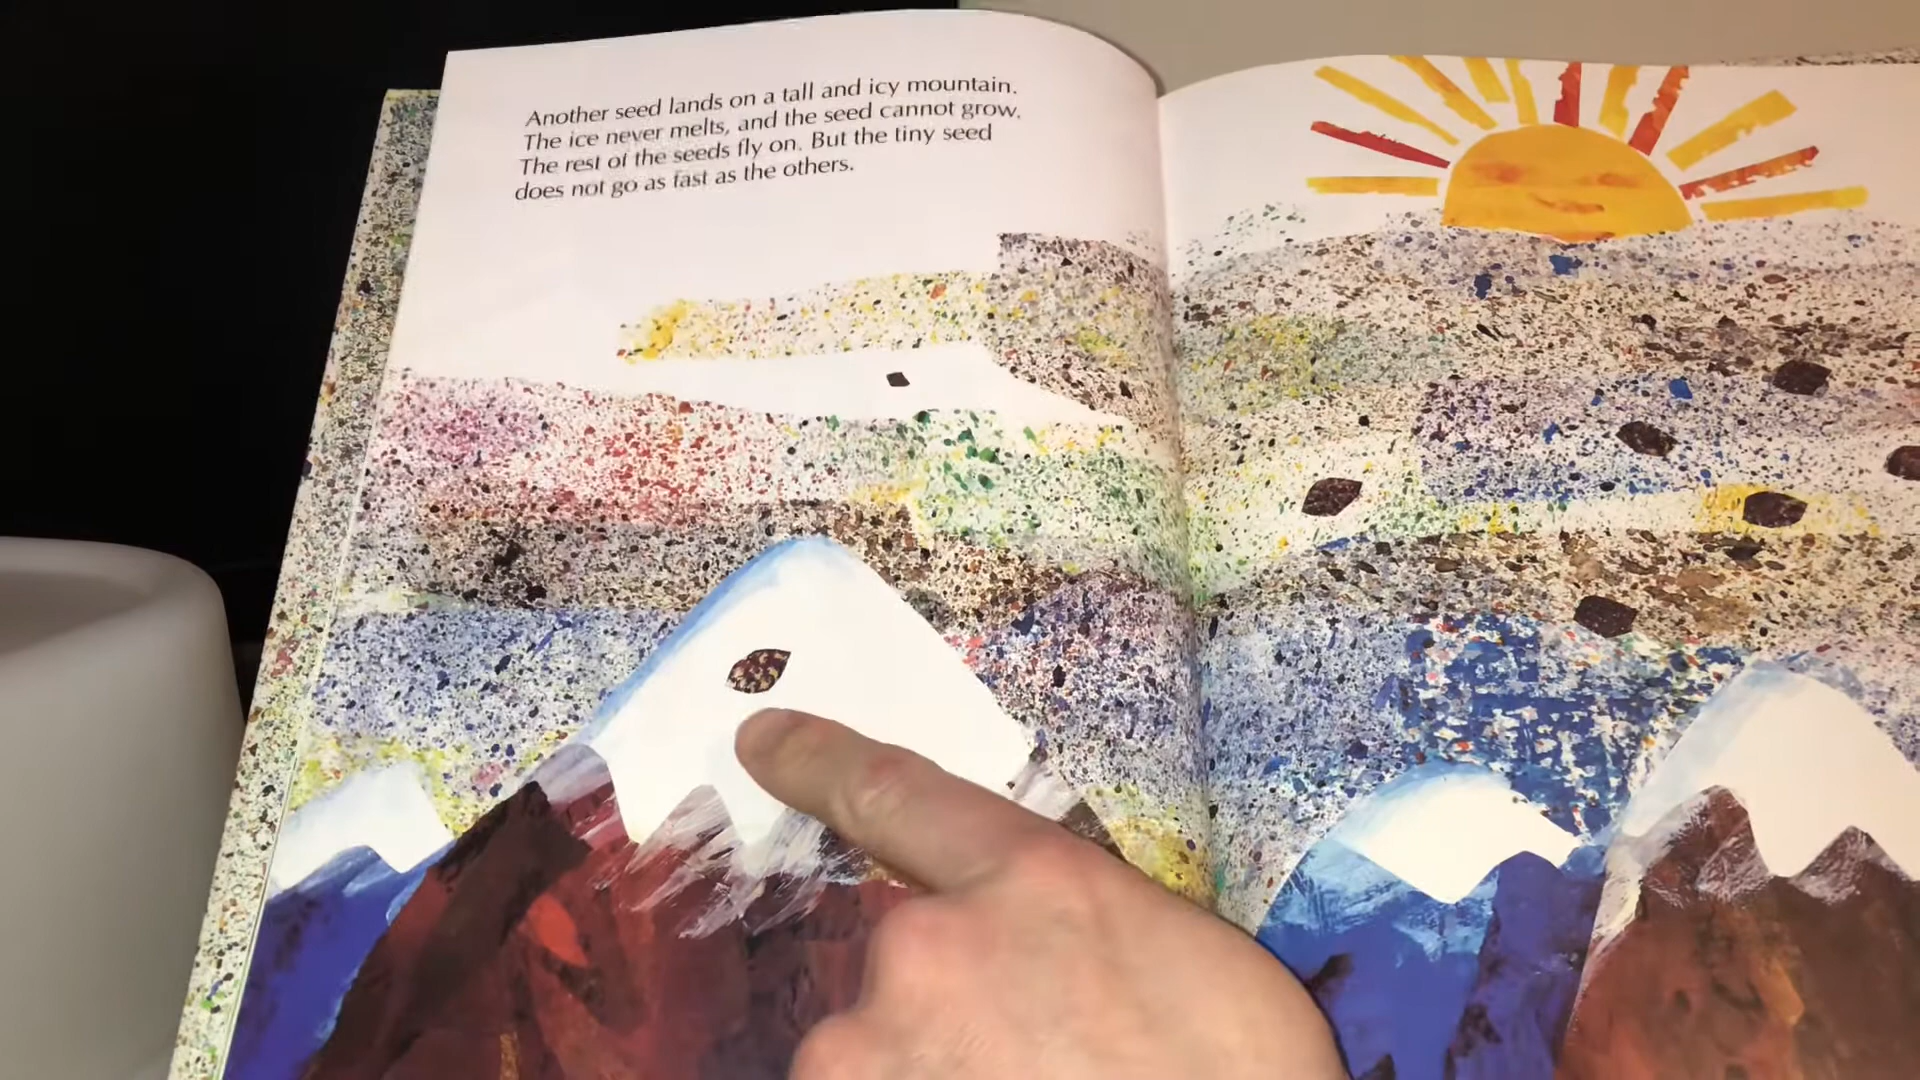 Another seed lands on a tall and icy mountain.
The ice never melts, and the seed cannot grow.
The rest of the seeds fly on. But the tiny seed
does not go as fast as the others.